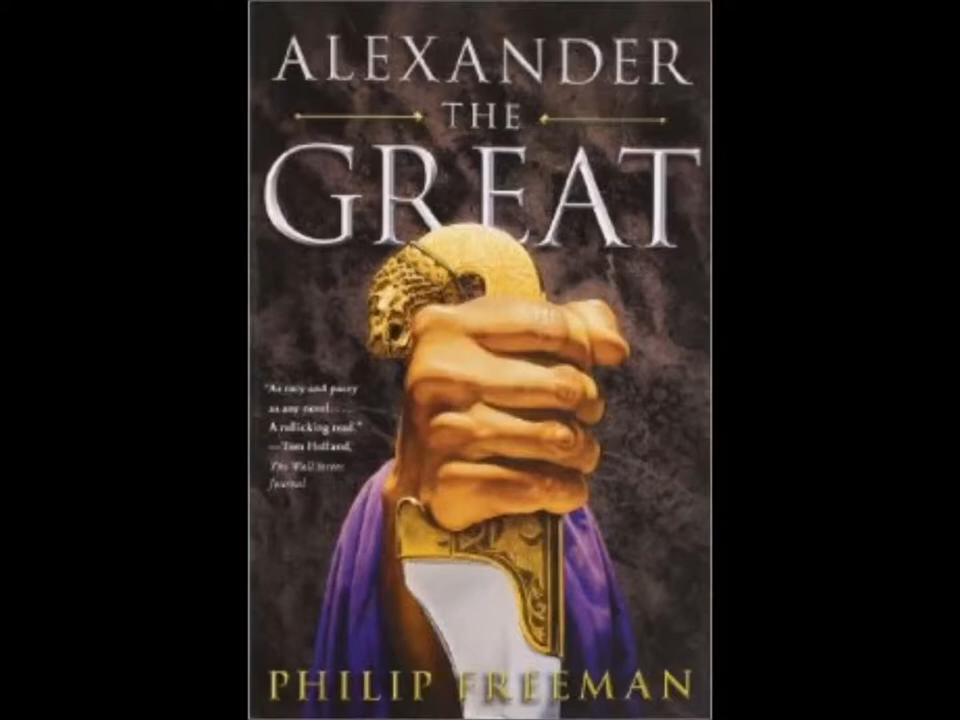 ALEXANDER
THE
GREAT
"As racy and pacey
as any novel. . . .
A rollicking read."
—Tom Holland,
The Wall Street
Journal
PHILIP FREEMAN